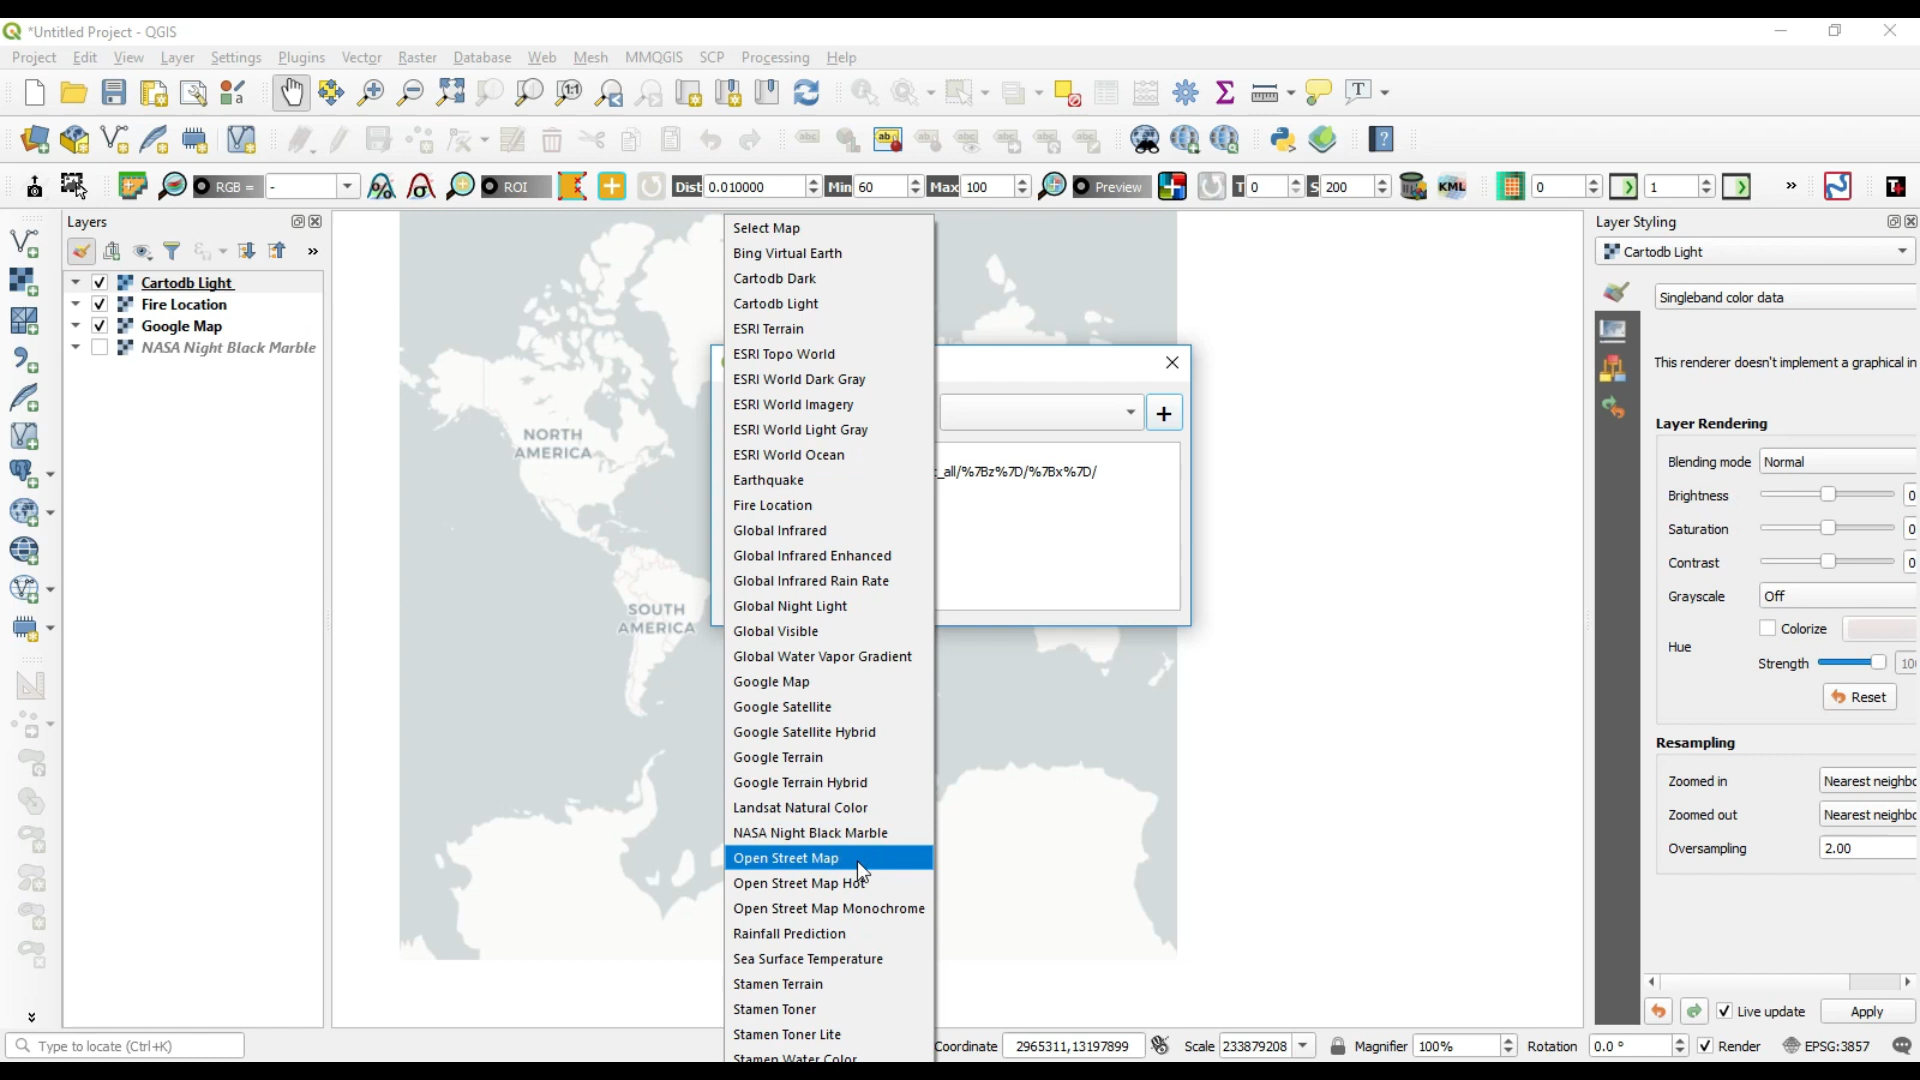 *Untitled Project - QGIS
Project Edit View Layer Settings Plugins Vector Raster Database Web Mesh MMQGIS SCP Processing Help
RGB = - ROI Dist 0.010000 Min 60 Max 100 Preview T 0 S 200 KML 0 1 »
Layers
Cartodb Light
Fire Location
Google Map
NASA Night Black Marble
NORTH
AMERICA
SOUTH
AMERICA
Select Map
Bing Virtual Earth
Cartodb Dark
Cartodb Light
ESRI Terrain
ESRI Topo World
ESRI World Dark Gray
ESRI World Imagery
ESRI World Light Gray
ESRI World Ocean
Earthquake
Fire Location
Global Infrared
Global Infrared Enhanced
Global Infrared Rain Rate
Global Night Light
Global Visible
Global Water Vapor Gradient
Google Map
Google Satellite
Google Satellite Hybrid
Google Terrain
Google Terrain Hybrid
Landsat Natural Color
NASA Night Black Marble
Open Street Map
Open Street Map Hot
Open Street Map Monochrome
Rainfall Prediction
Sea Surface Temperature
Stamen Terrain
Stamen Toner
Stamen Toner Lite
Stamen Water Color
_all/%7Bz%7D/%7Bx%7D/
Layer Styling
Cartodb Light
Singleband color data
This renderer doesn't implement a graphical in
Layer Rendering
Blending mode Normal
Brightness 0
Saturation 0
Contrast 0
Grayscale Off
Hue Colorize
Strength 10
Reset
Resampling
Zoomed in Nearest neighbo
Zoomed out Nearest neighbo
Oversampling 2.00
Live update Apply
Type to locate (Ctrl+K) Coordinate 2965311,13197899 Scale 233879208 Magnifier 100% Rotation 0.0 ° Render EPSG:3857